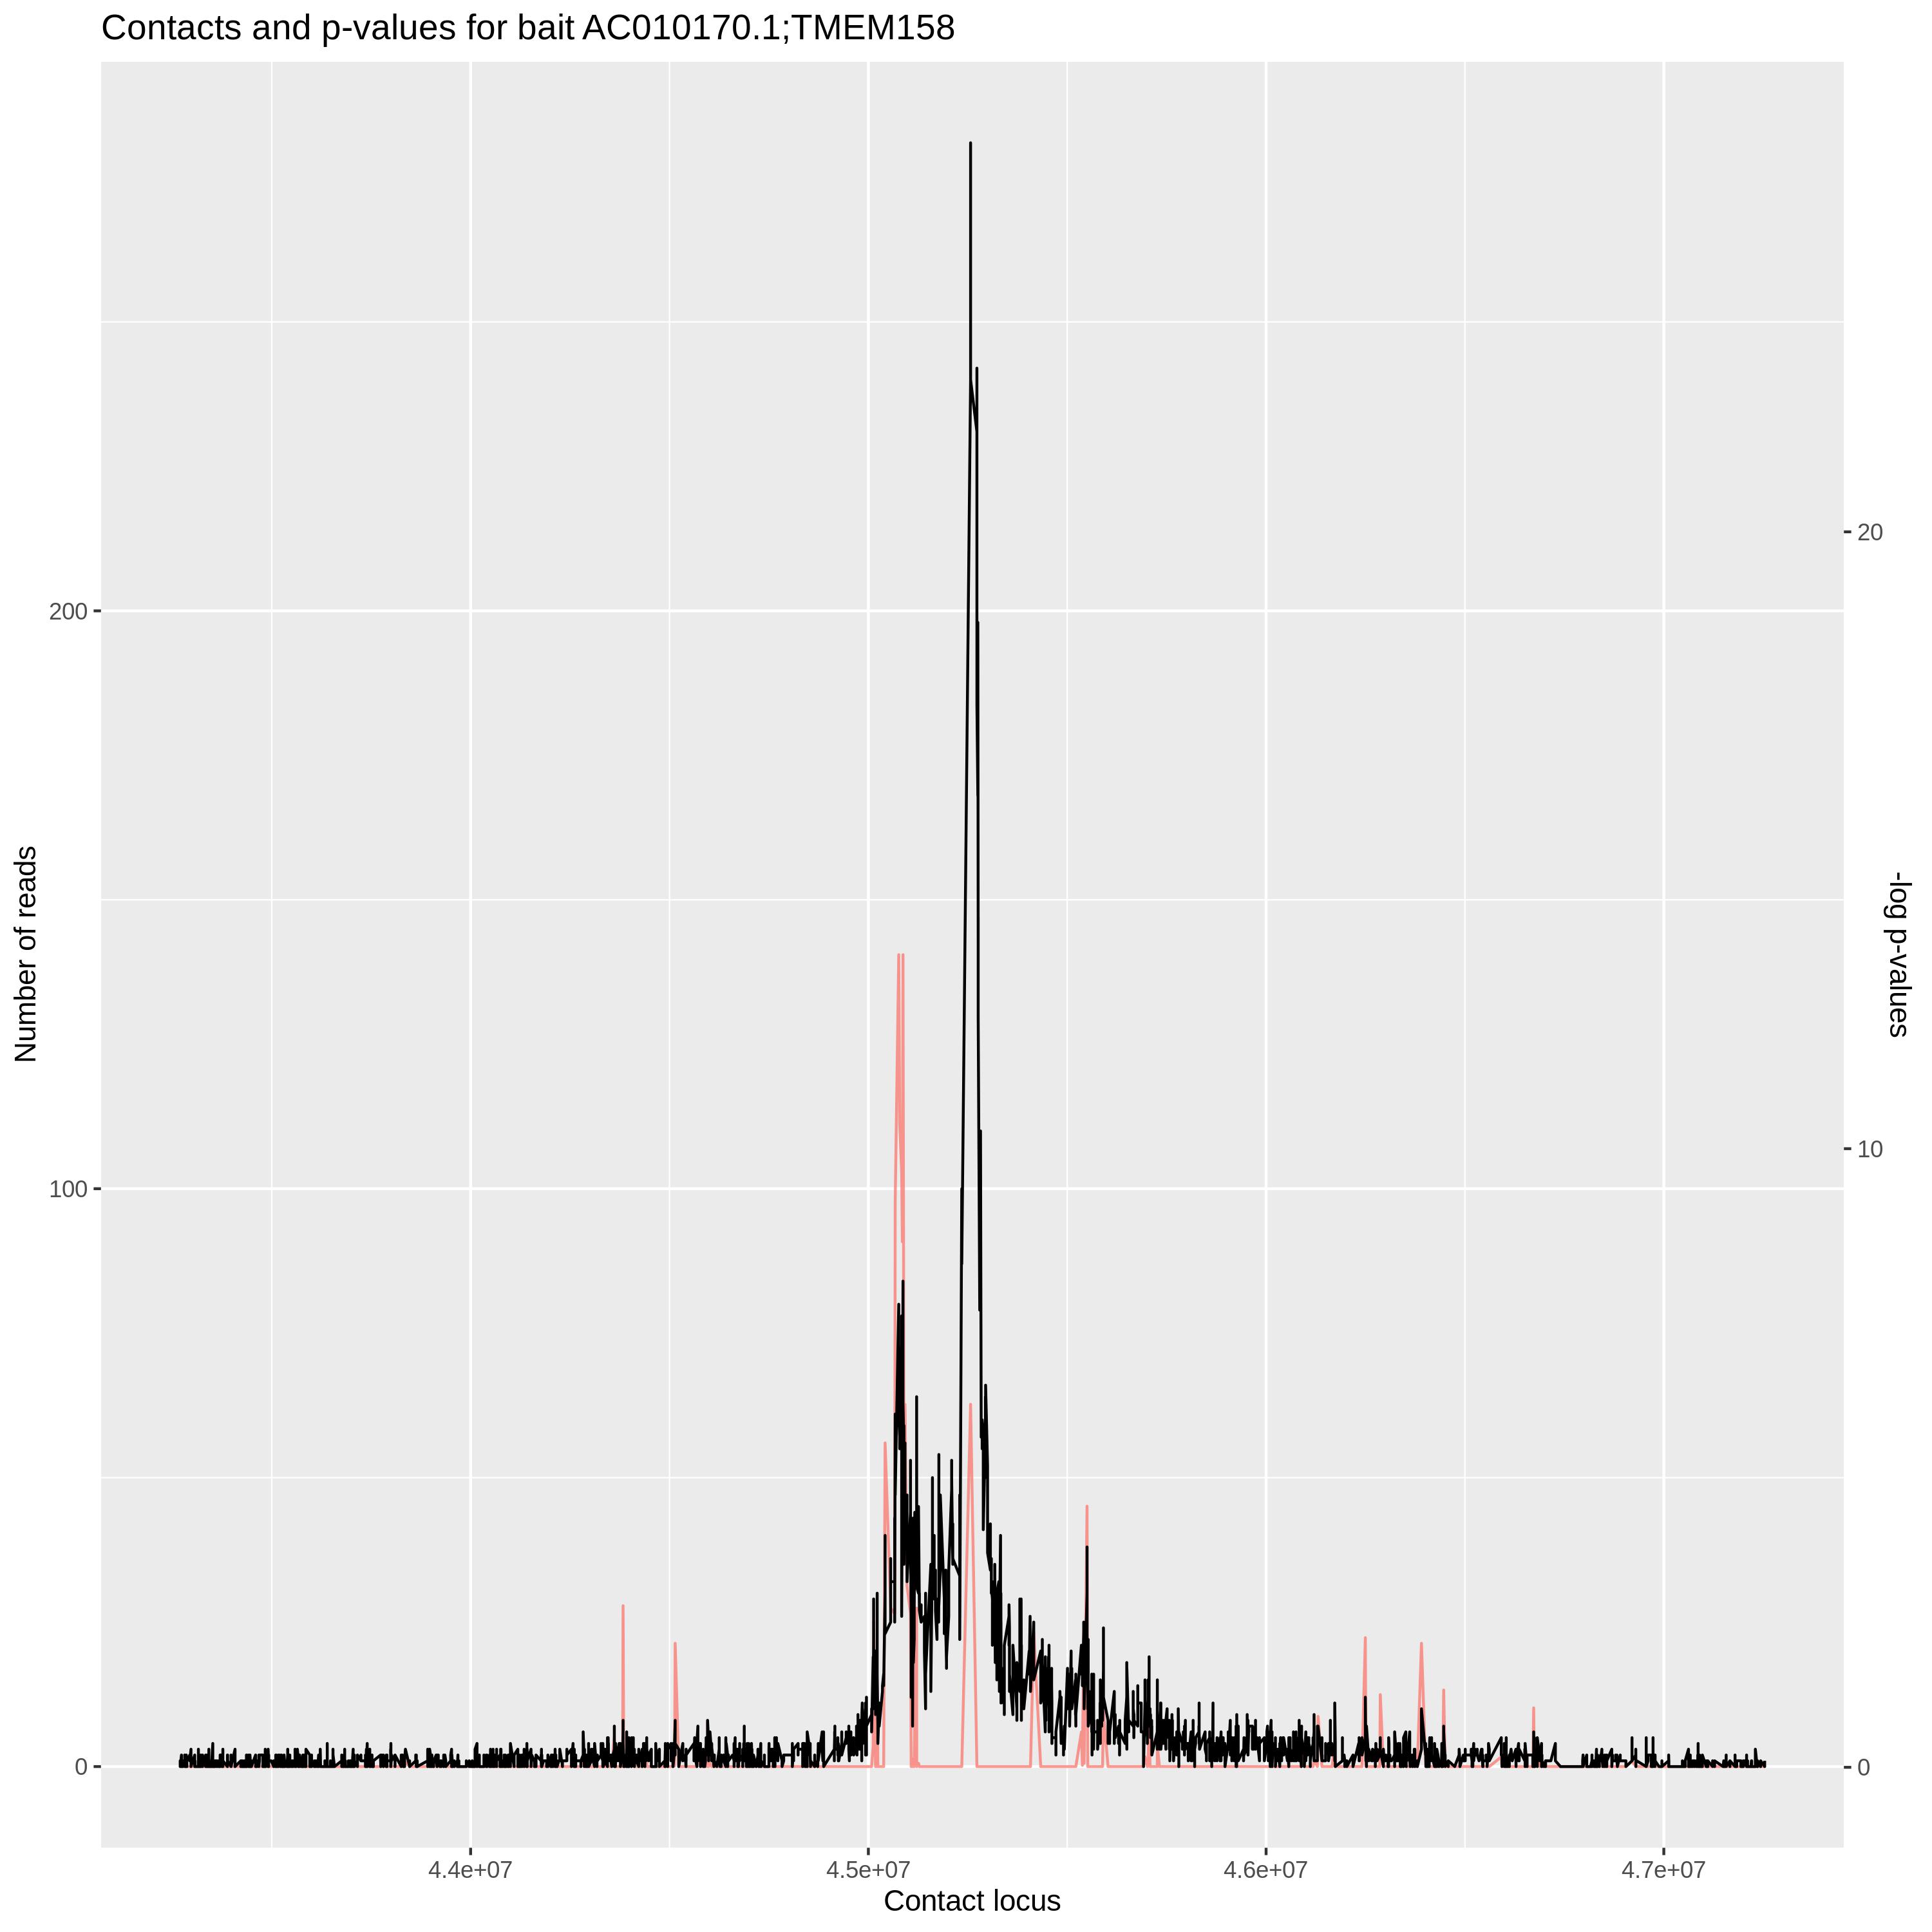 Contacts and p-values for bait AC010170.1;TMEM158
Number of reads
200
100
0
20
10
0
-log p-values
4.4e+07
4.5e+07
4.6e+07
4.7e+07
Contact locus